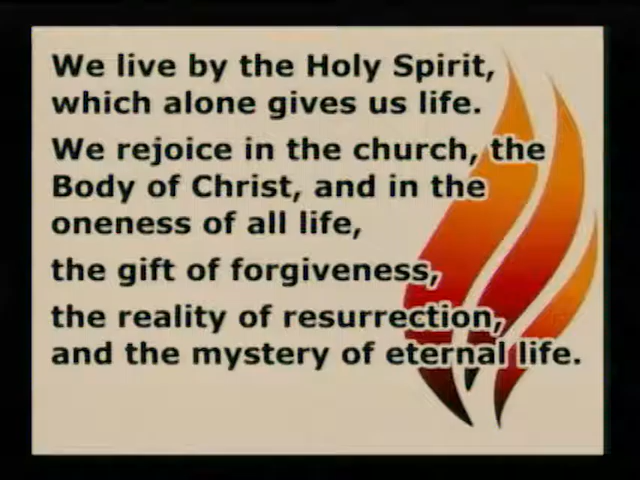 We live by the Holy Spirit,
which alone gives us life.
We rejoice in the church, the
Body of Christ, and in the
oneness of all life,
the gift of forgiveness,
the reality of resurrection,
and the mystery of eternal life.